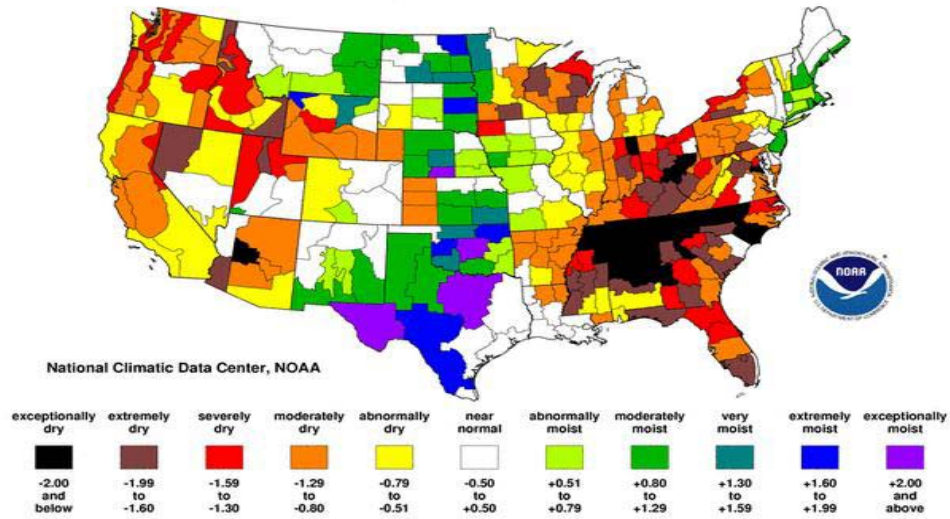 NOAA
National Climatic Data Center, NOAA
exceptionally dry
extremely dry
severely dry
moderately dry
abnormally dry
near normal
abnormally moist
moderately moist
very moist
extremely moist
exceptionally moist
-2.00 and below
-1.99 to -1.60
-1.59 to -1.30
-1.29 to -0.80
-0.79 to -0.51
-0.50 to +0.50
+0.51 to +0.79
+0.80 to +1.29
+1.30 to +1.59
+1.60 to +1.99
+2.00 and above